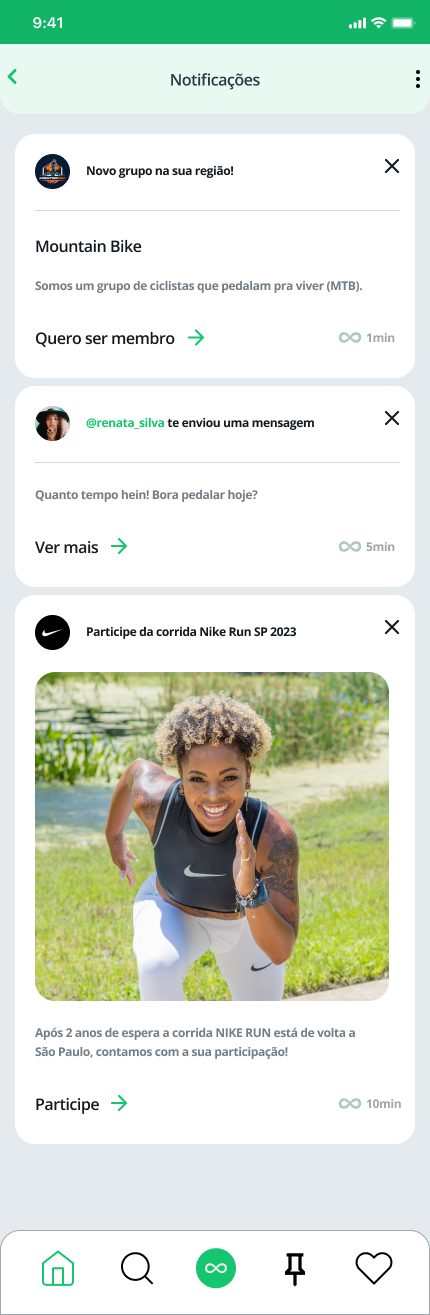 9:41
Notificações
Novo grupo na sua região!
Mountain Bike
Somos um grupo de ciclistas que pedalam pra viver (MTB).
Quero ser membro
1min
@renata_silva te enviou uma mensagem
Quanto tempo hein! Bora pedalar hoje?
Ver mais
5min
Participe da corrida Nike Run SP 2023
Após 2 anos de espera a corrida NIKE RUN está de volta a
São Paulo, contamos com a sua participação!
Participe
10min